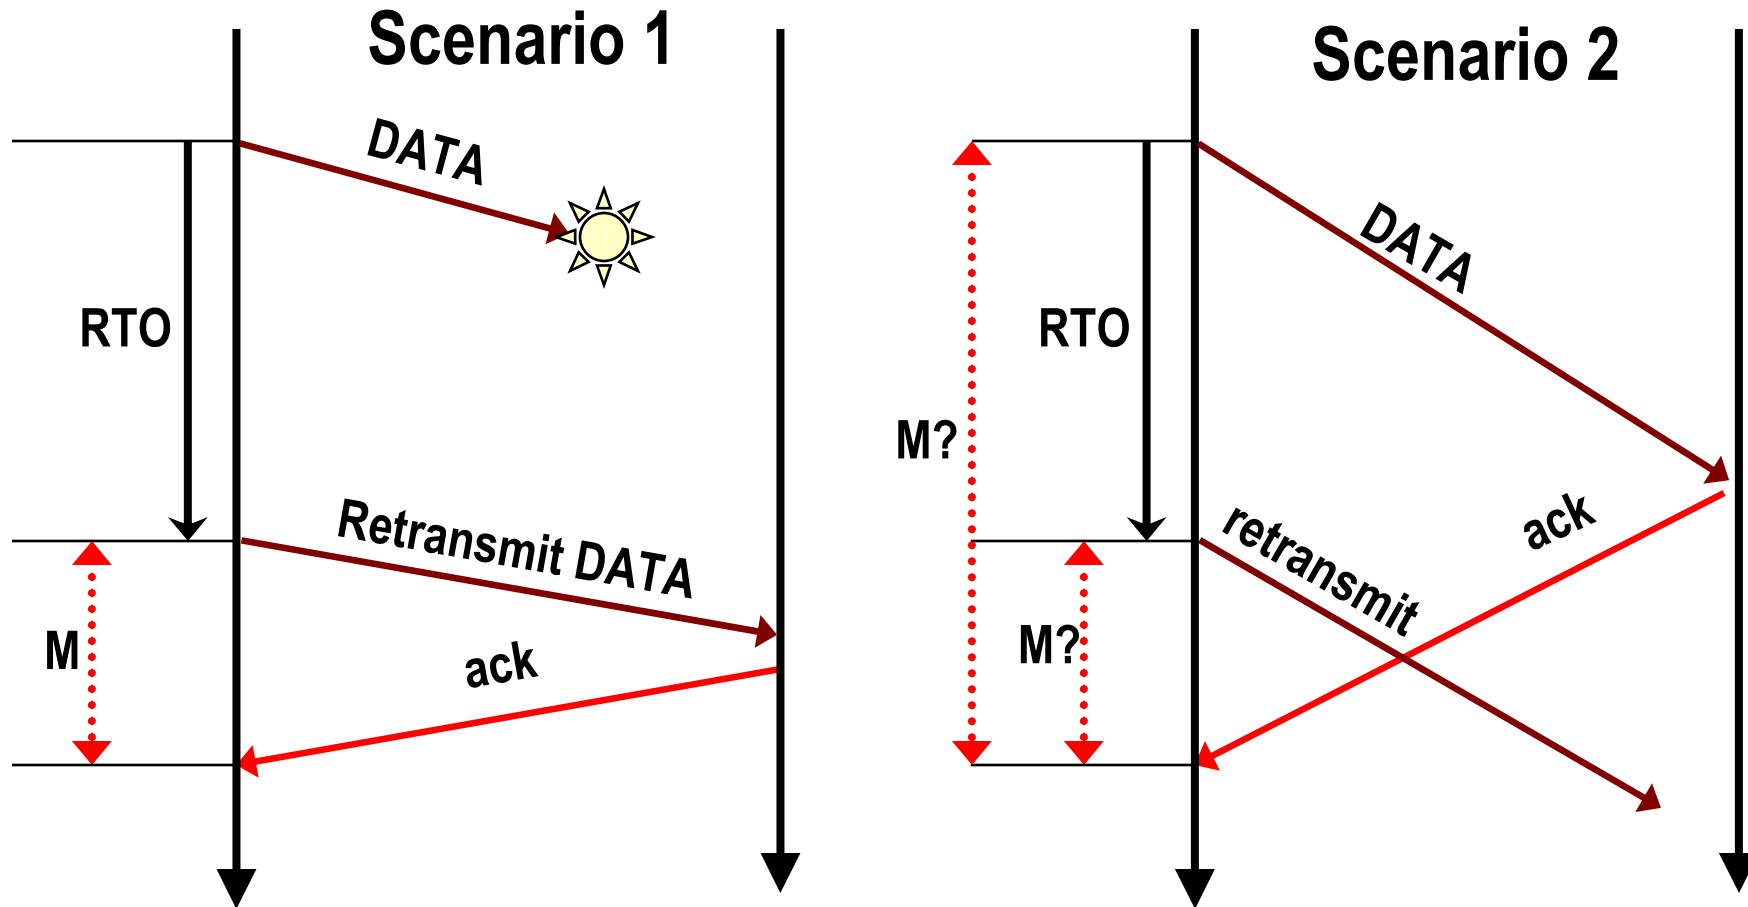 Scenario 1
DATA
RTO
Retransmit DATA
M
ack
Scenario 2
DATA
RTO
M?
retransmit
ack
M?